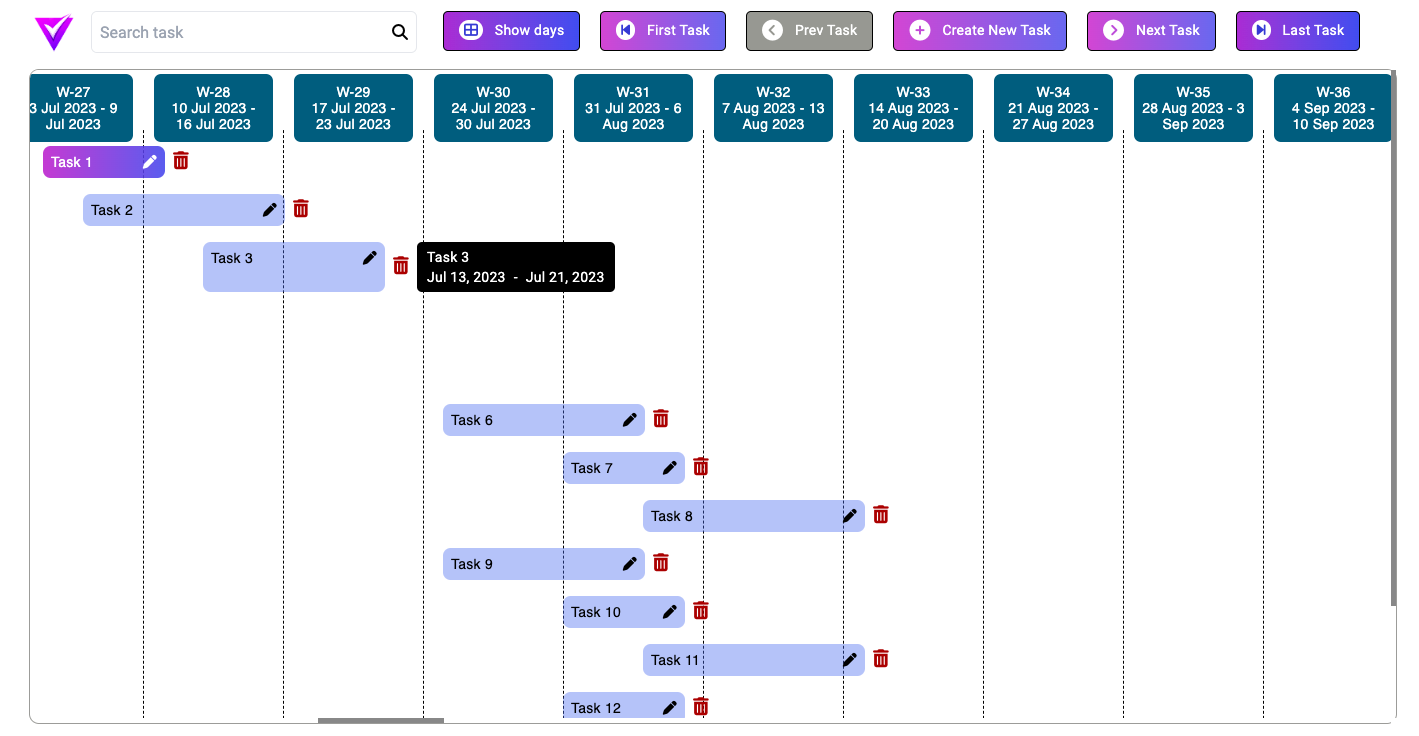 Search task
Show days
First Task
Prev Task
Create New Task
Next Task
Last Task
W-27
3 Jul 2023 - 9
Jul 2023
W-28
10 Jul 2023 -
16 Jul 2023
W-29
17 Jul 2023 -
23 Jul 2023
W-30
24 Jul 2023 -
30 Jul 2023
W-31
31 Jul 2023 - 6
Aug 2023
W-32
7 Aug 2023 - 13
Aug 2023
W-33
14 Aug 2023 -
20 Aug 2023
W-34
21 Aug 2023 -
27 Aug 2023
W-35
28 Aug 2023 - 3
Sep 2023
W-36
4 Sep 2023 -
10 Sep 2023
Task 1
Task 2
Task 3
Task 3
Jul 13, 2023 - Jul 21, 2023
Task 6
Task 7
Task 8
Task 9
Task 10
Task 11
Task 12